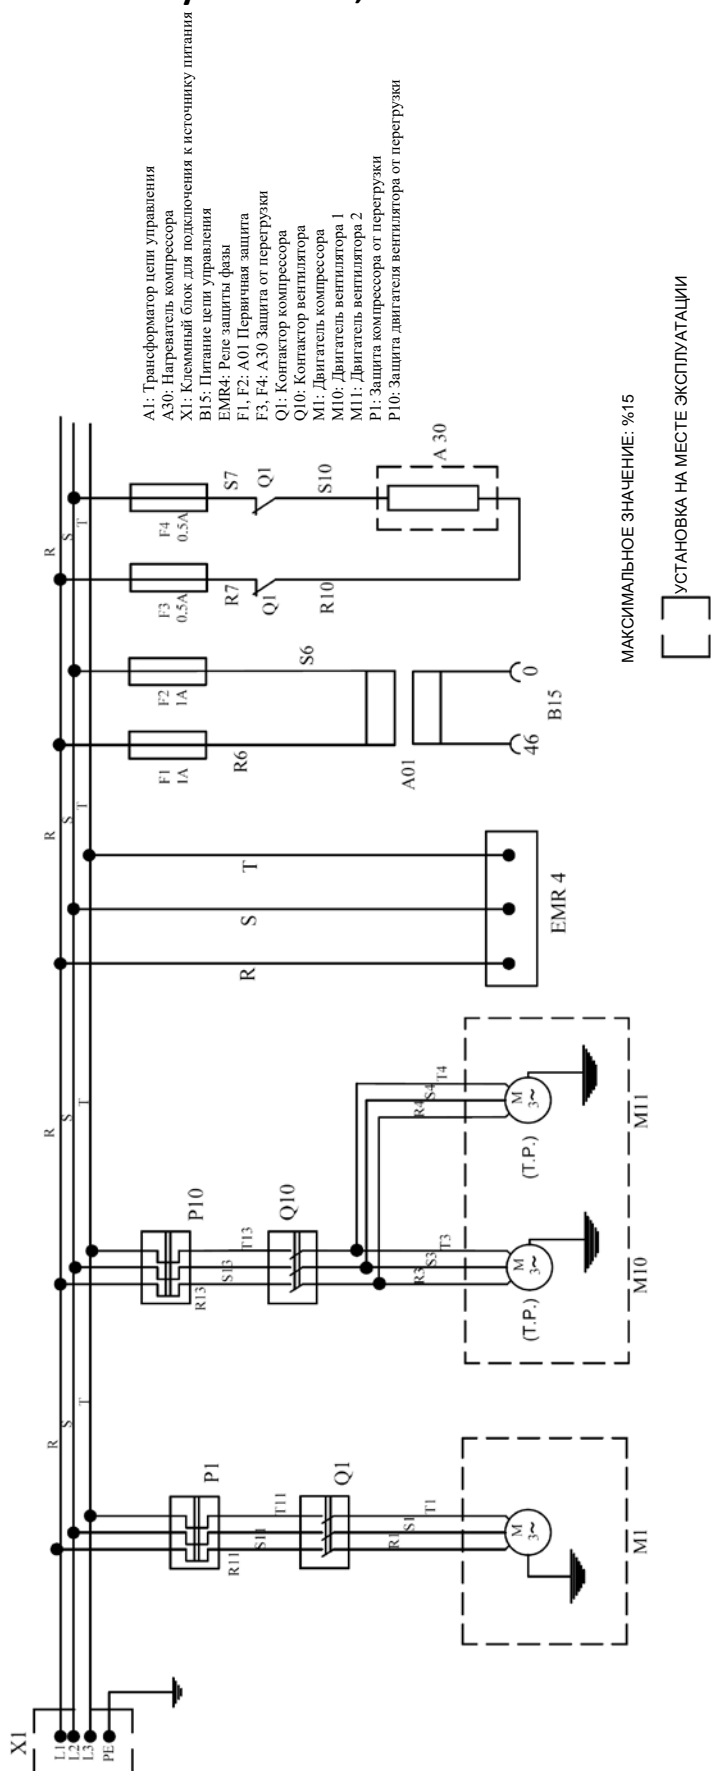 A1: Трансформатор цепи управления
A30: Нагреватель компрессора
X1: Клеммный блок для подключения к источнику питания
B15: Питание цепи управления
EMR4: Реле защиты фазы
F1, F2: A01 Первичная защита
F3, F4: A30 Защита от перегрузки
Q1: Контактор компрессора
Q10: Контактор вентилятора
M1: Двигатель компрессора
M10: Двигатель вентилятора 1
M11: Двигатель вентилятора 2
P1: Защита компрессора от перегрузки
P10: Защита двигателя вентилятора от перегрузки
X1
L1
L2
L3
PE
R
S
T
P1
R11
S11
T11
Q1
R1
S1
T1
M
3~
M1
R
S
T
P10
R13
S13
T13
Q10
R3
S3
T3
R4
S4
T4
M
3~
(Т.Р.)
M10
M
3~
(Т.Р.)
M11
R
S
T
R
S
T
EMR 4
R
S
T
F1
1A
F2
1A
R6
S6
A01
46
0
B15
R
S
T
F3
0.5A
F4
0.5A
R7
S7
Q1
Q1
R10
S10
A 30
МАКСИМАЛЬНОЕ ЗНАЧЕНИЕ: %15
УСТАНОВКА НА МЕСТЕ ЭКСПЛУАТАЦИИ